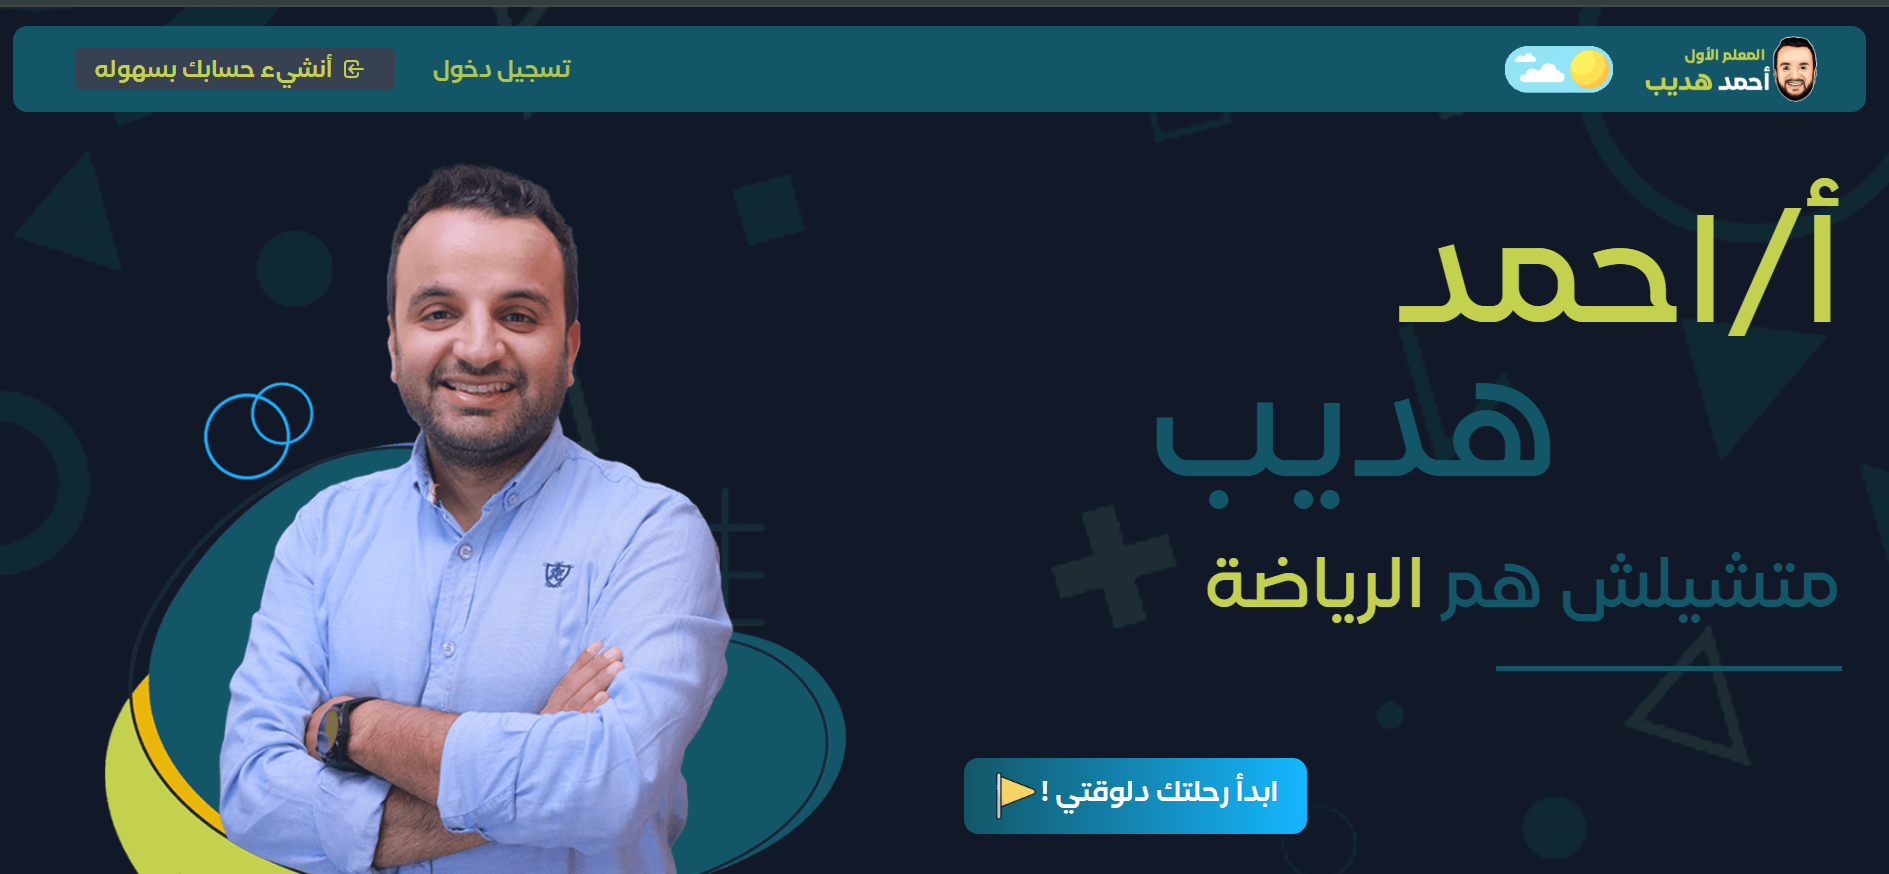 المعلم الأول
أحمد هديب
تسجيل دخول
أنشيء حسابك بسهوله
أ/احمد
هديب
متشيلش هم الرياضة
ابدأ رحلتك دلوقتي !